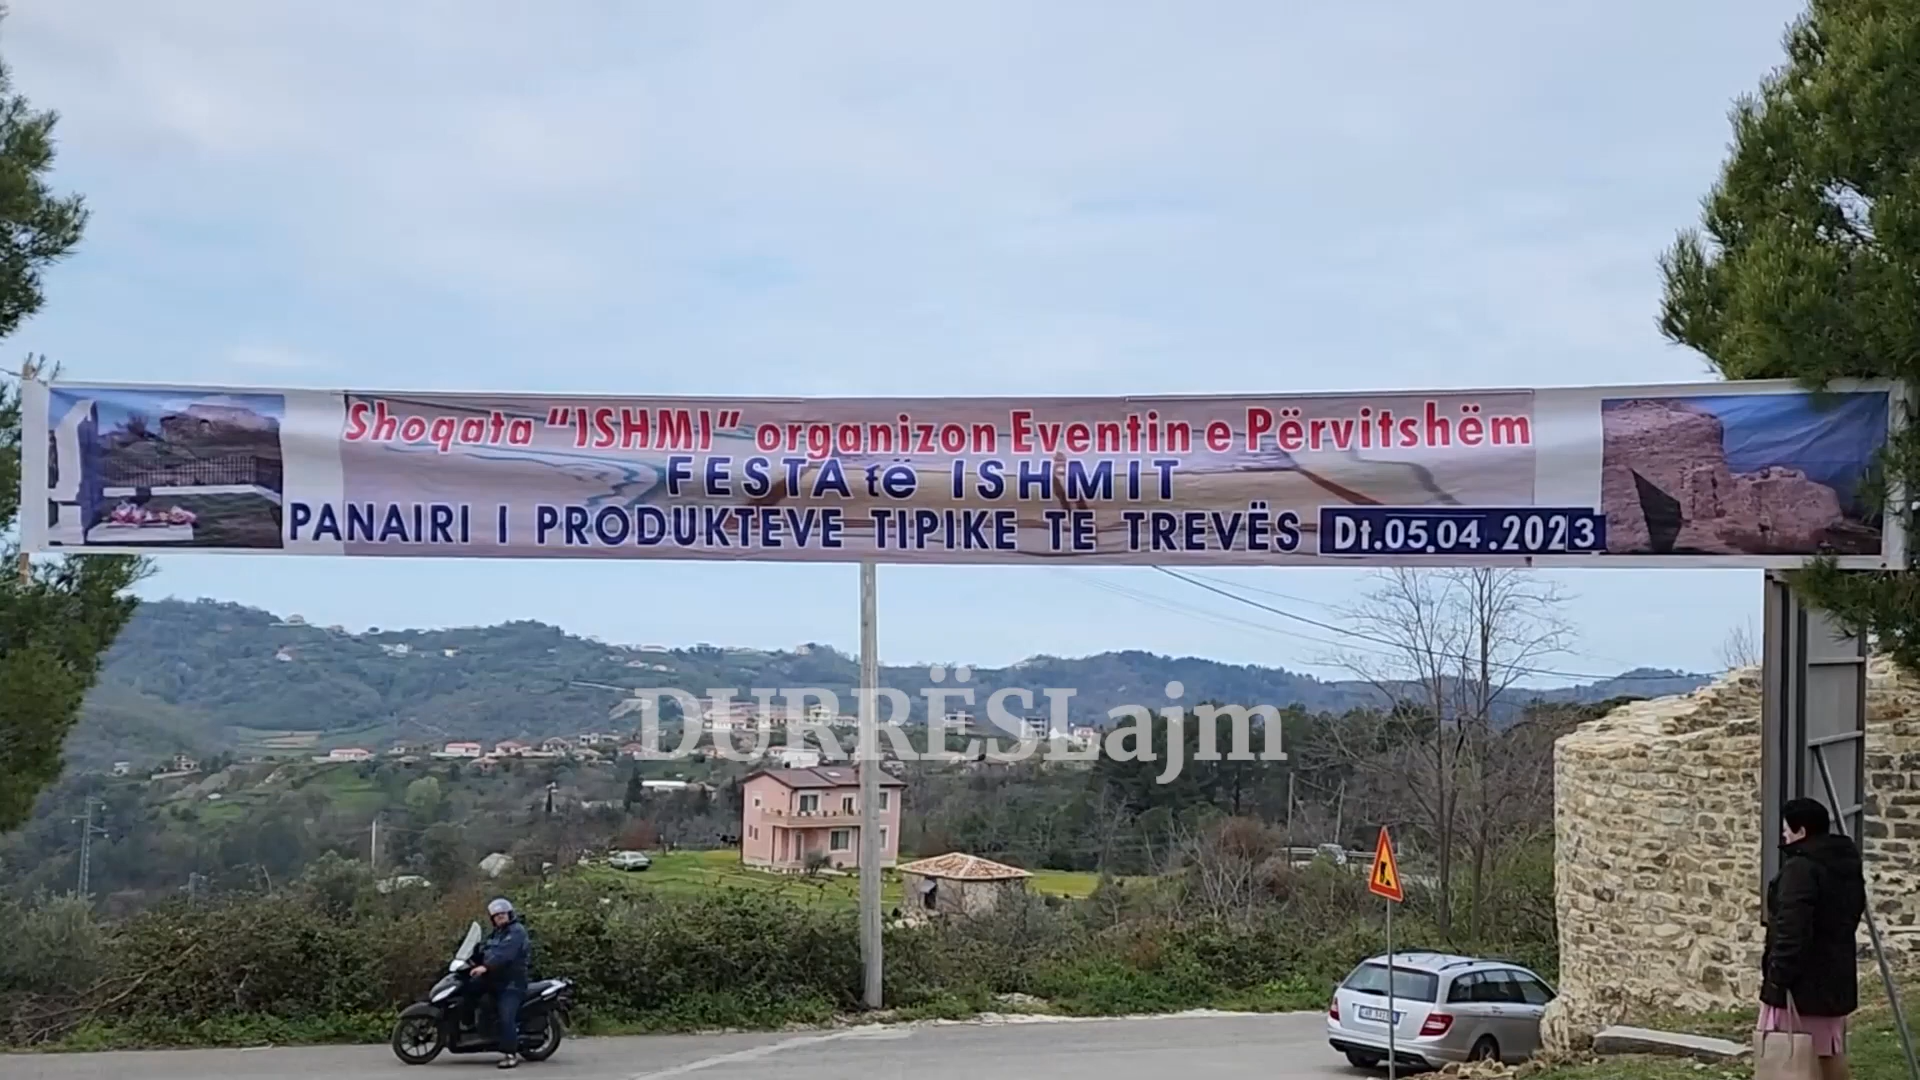 Shoqata "ISHMI" organizon Eventin e Përvitshëm
FESTA të ISHMIT
PANAIRI I PRODUKTEVE TIPIKE TE TREVËS Dt.05.04.2023
DURRËSLajm